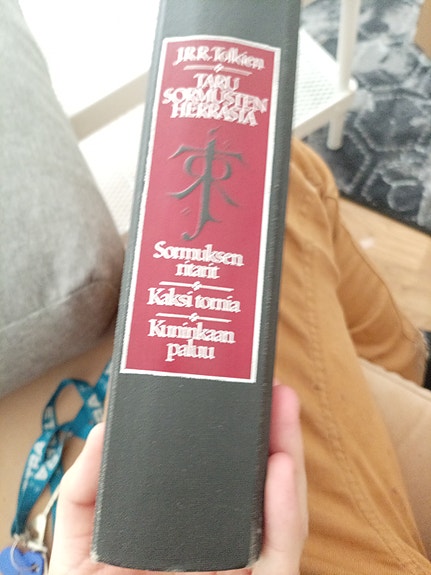 J.R.R. Tolkien
TARU
SORMUSTEN
HERRASTA
Sormuksen
ritarit
Kaksi tornia
Kuninkaan
paluu